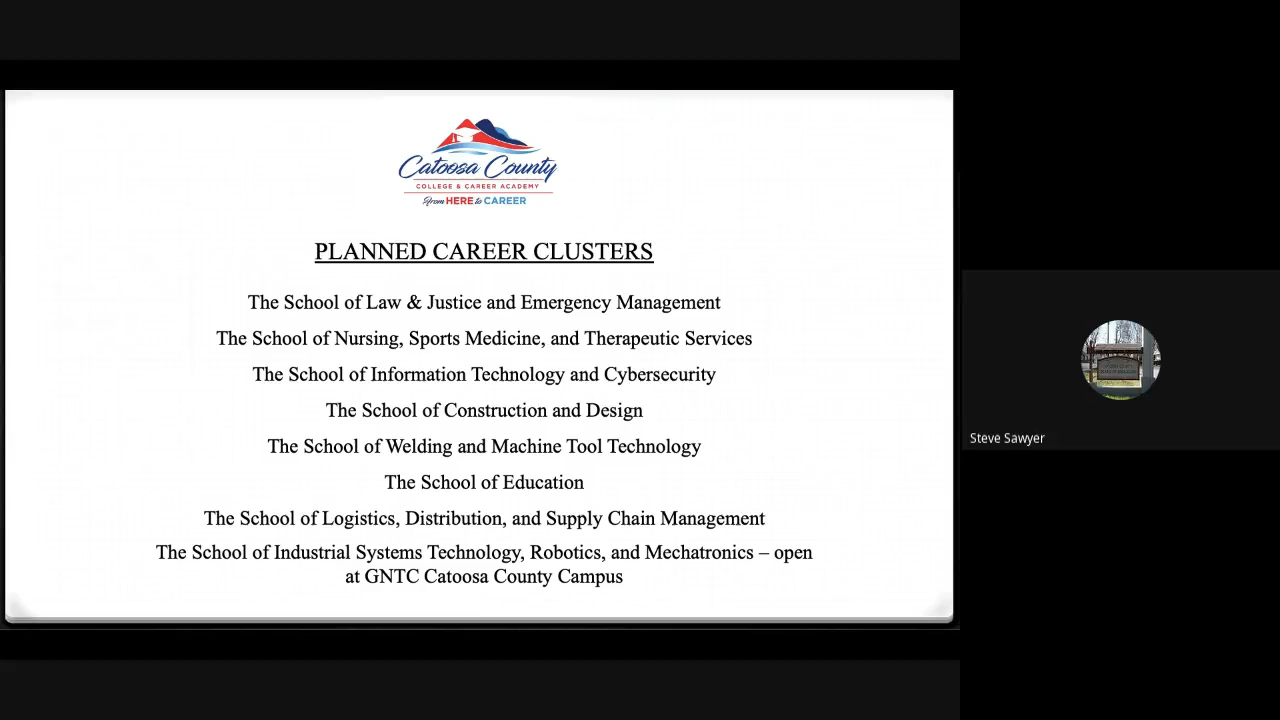 Catoosa County
COLLEGE & CAREER ACADEMY
From HERE to CAREER
PLANNED CAREER CLUSTERS
The School of Law & Justice and Emergency Management
The School of Nursing, Sports Medicine, and Therapeutic Services
The School of Information Technology and Cybersecurity
The School of Construction and Design
The School of Welding and Machine Tool Technology
The School of Education
The School of Logistics, Distribution, and Supply Chain Management
The School of Industrial Systems Technology, Robotics, and Mechatronics – open
at GNTC Catoosa County Campus
Steve Sawyer